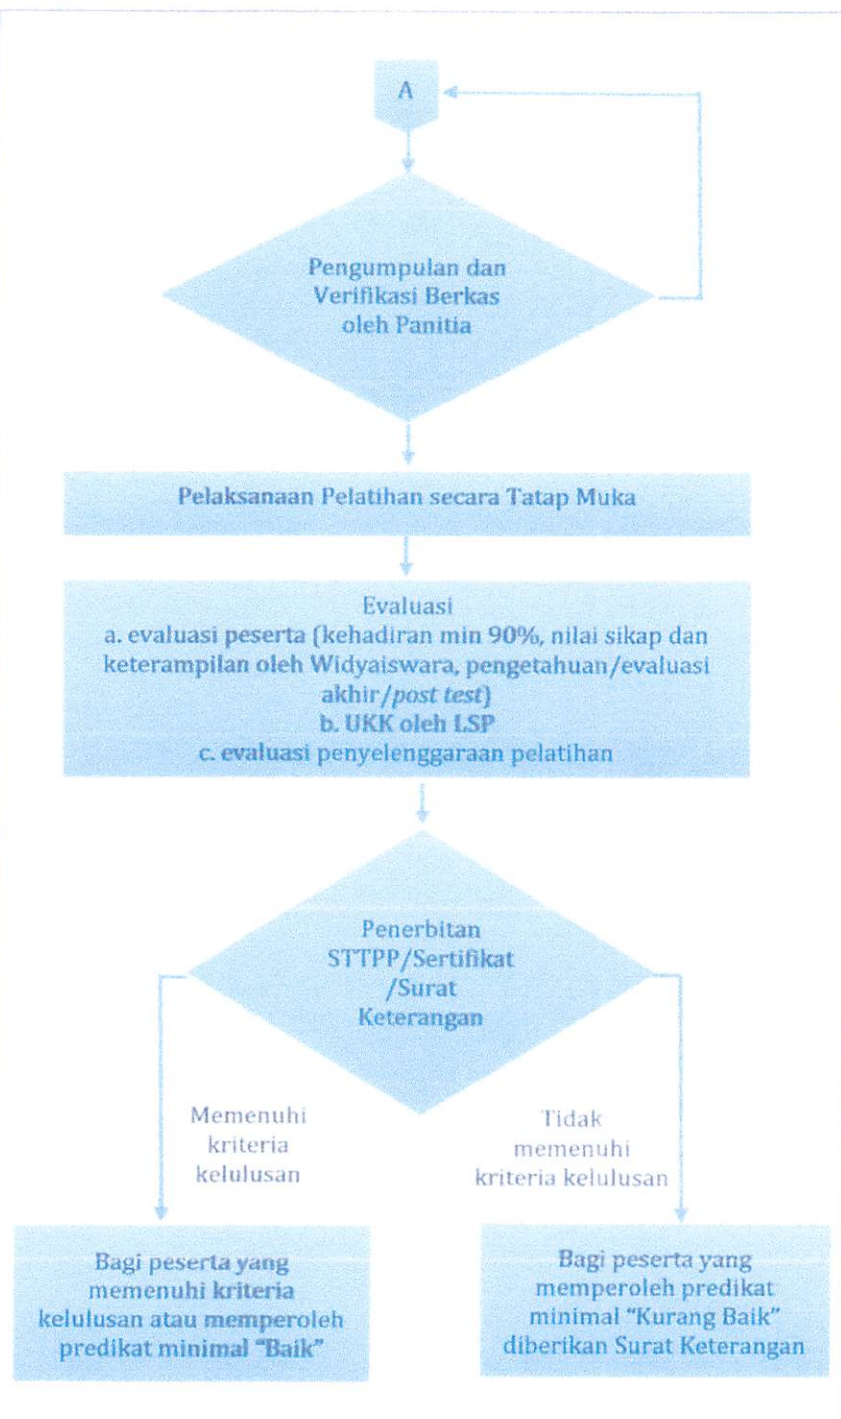 A
Pengumpulan dan
Verifikasi Berkas
oleh Panitia
Pelaksanaan Pelatihan secara Tatap Muka
Evaluasi
a. evaluasi peserta (kehadiran min 90%, nilai sikap dan
keterampilan oleh Widyaiswara, pengetahuan/evaluasi
akhir/post test)
b. UKK oleh LSP
c. evaluasi penyelenggaraan pelatihan
Penerbitan
STTPP/Sertifikat
/Surat
Keterangan
Memenuhi
kriteria
kelulusan
Tidak
memenuhi
kriteria kelulusan
Bagi peserta yang
memenuhi kriteria
kelulusan atau memperoleh
predikat minimal "Baik"
Bagi peserta yang
memperoleh predikat
minimal "Kurang Baik"
diberikan Surat Keterangan